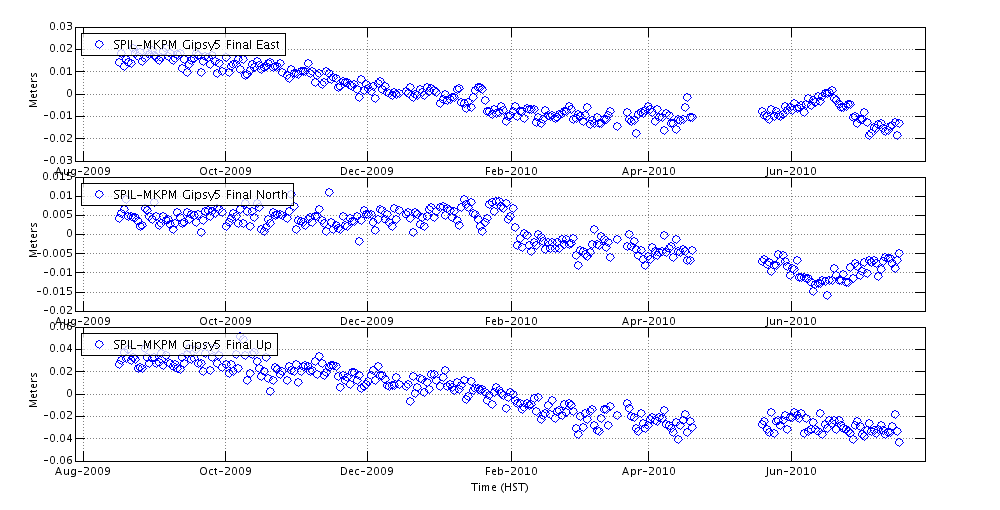 0.03
SPIL-MKPM Gipsy5 Final East
0.02
0.01
0
-0.01
-0.02
-0.03
Meters
Aug-2009 Oct-2009 Dec-2009 Feb-2010 Apr-2010 Jun-2010
0.015
SPIL-MKPM Gipsy5 Final North
0.01
0.005
0
-0.005
-0.01
-0.015
-0.02
Meters
Aug-2009 Oct-2009 Dec-2009 Feb-2010 Apr-2010 Jun-2010
0.06
SPIL-MKPM Gipsy5 Final Up
0.04
0.02
0
-0.02
-0.04
-0.06
Meters
Aug-2009 Oct-2009 Dec-2009 Feb-2010 Apr-2010 Jun-2010
Time (HST)